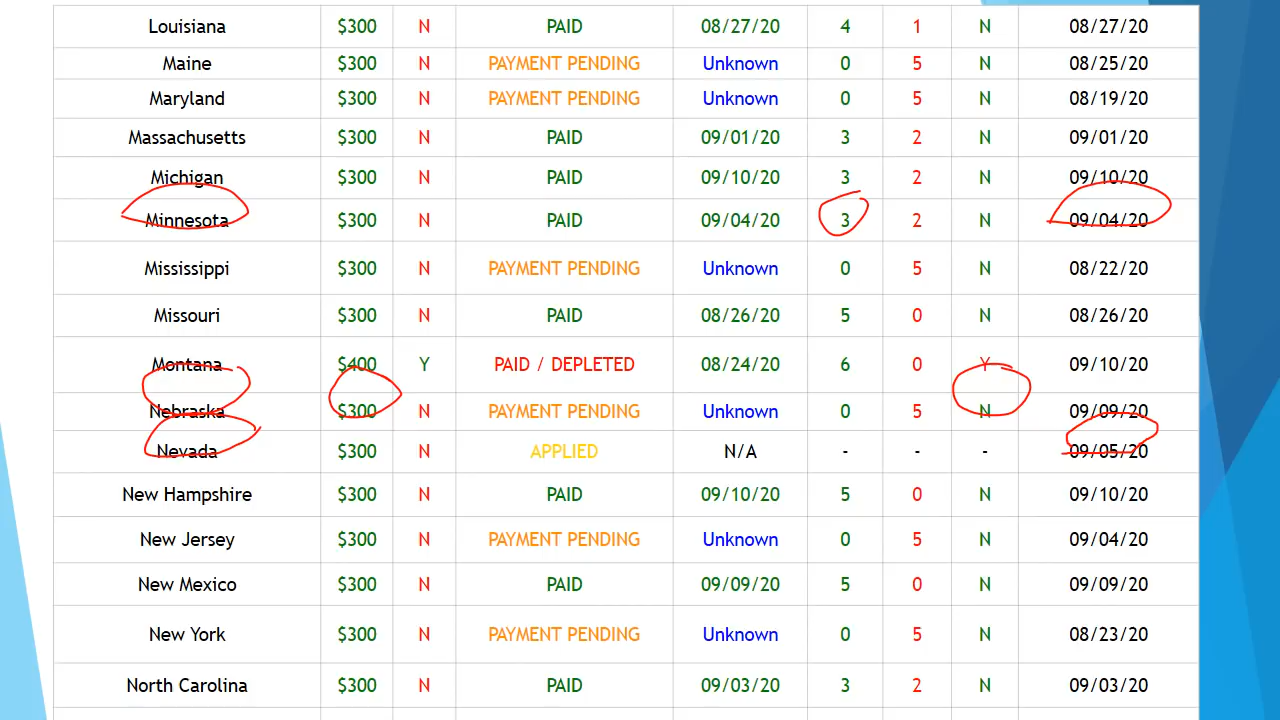 Louisiana $300 N PAID 08/27/20 4 1 N 08/27/20
Maine $300 N PAYMENT PENDING Unknown 0 5 N 08/25/20
Maryland $300 N PAYMENT PENDING Unknown 0 5 N 08/19/20
Massachusetts $300 N PAID 09/01/20 3 2 N 09/01/20
Michigan $300 N PAID 09/10/20 3 2 N 09/10/20
Minnesota $300 N PAID 09/04/20 3 2 N 09/04/20
Mississippi $300 N PAYMENT PENDING Unknown 0 5 N 08/22/20
Missouri $300 N PAID 08/26/20 5 0 N 08/26/20
Montana $400 Y PAID / DEPLETED 08/24/20 6 0 Y 09/10/20
Nebraska $300 N PAYMENT PENDING Unknown 0 5 N 09/09/20
Nevada $300 N APPLIED N/A - - - 09/05/20
New Hampshire $300 N PAID 09/10/20 5 0 N 09/10/20
New Jersey $300 N PAYMENT PENDING Unknown 0 5 N 09/04/20
New Mexico $300 N PAID 09/09/20 5 0 N 09/09/20
New York $300 N PAYMENT PENDING Unknown 0 5 N 08/23/20
North Carolina $300 N PAID 09/03/20 3 2 N 09/03/20